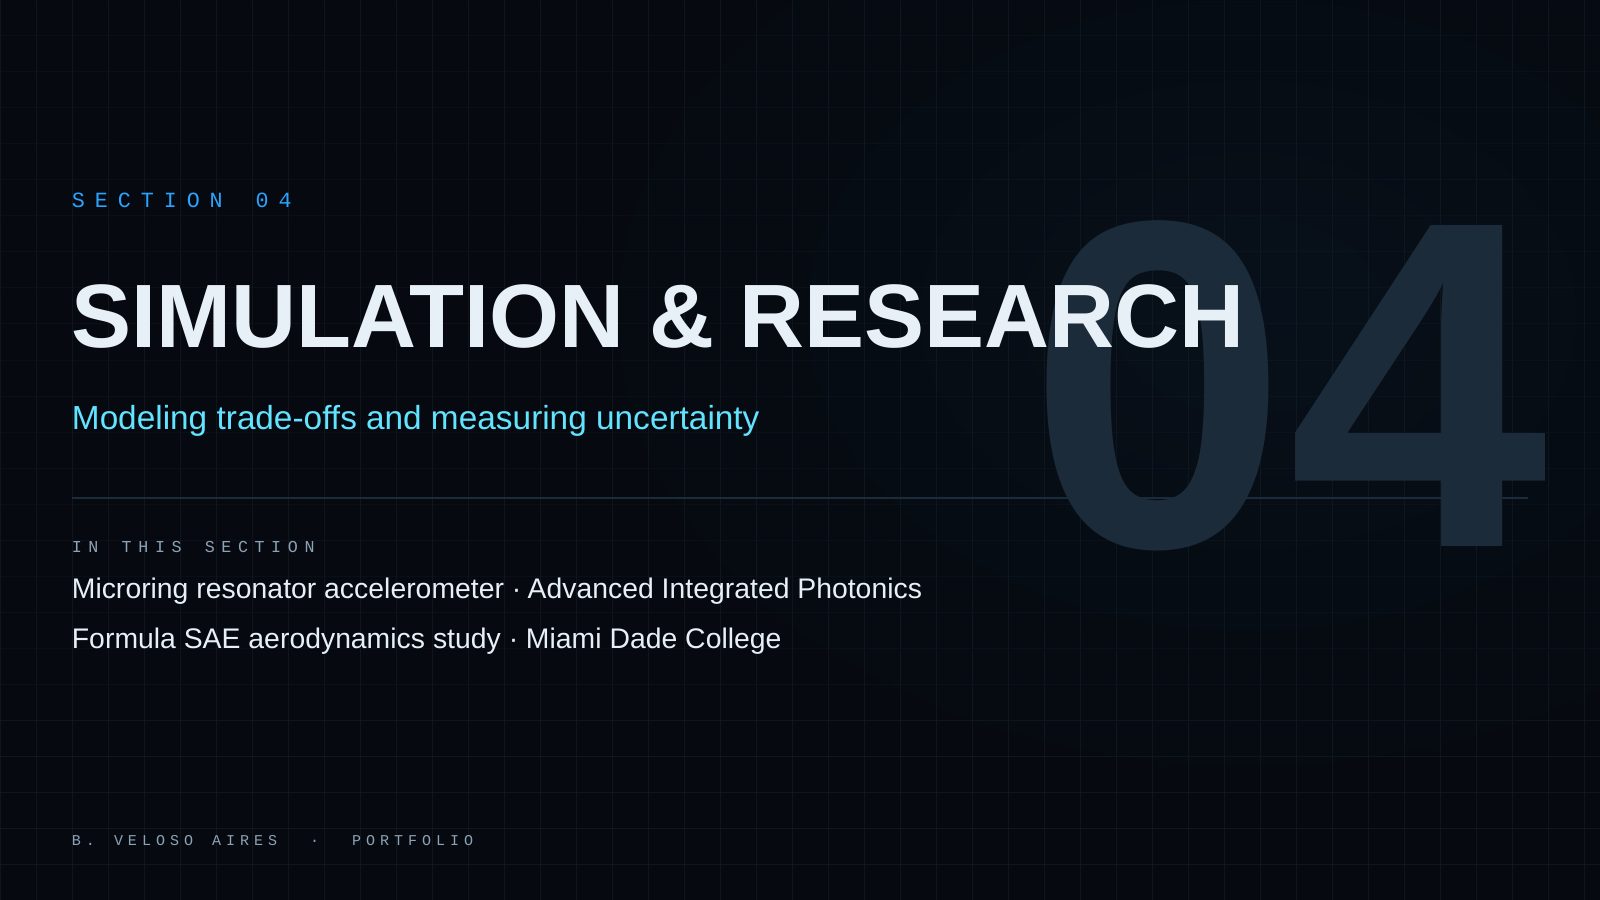 SECTION 04
04
SIMULATION & RESEARCH
Modeling trade-offs and measuring uncertainty
IN THIS SECTION
Microring resonator accelerometer · Advanced Integrated Photonics
Formula SAE aerodynamics study · Miami Dade College
B. VELOSO AIRES · PORTFOLIO